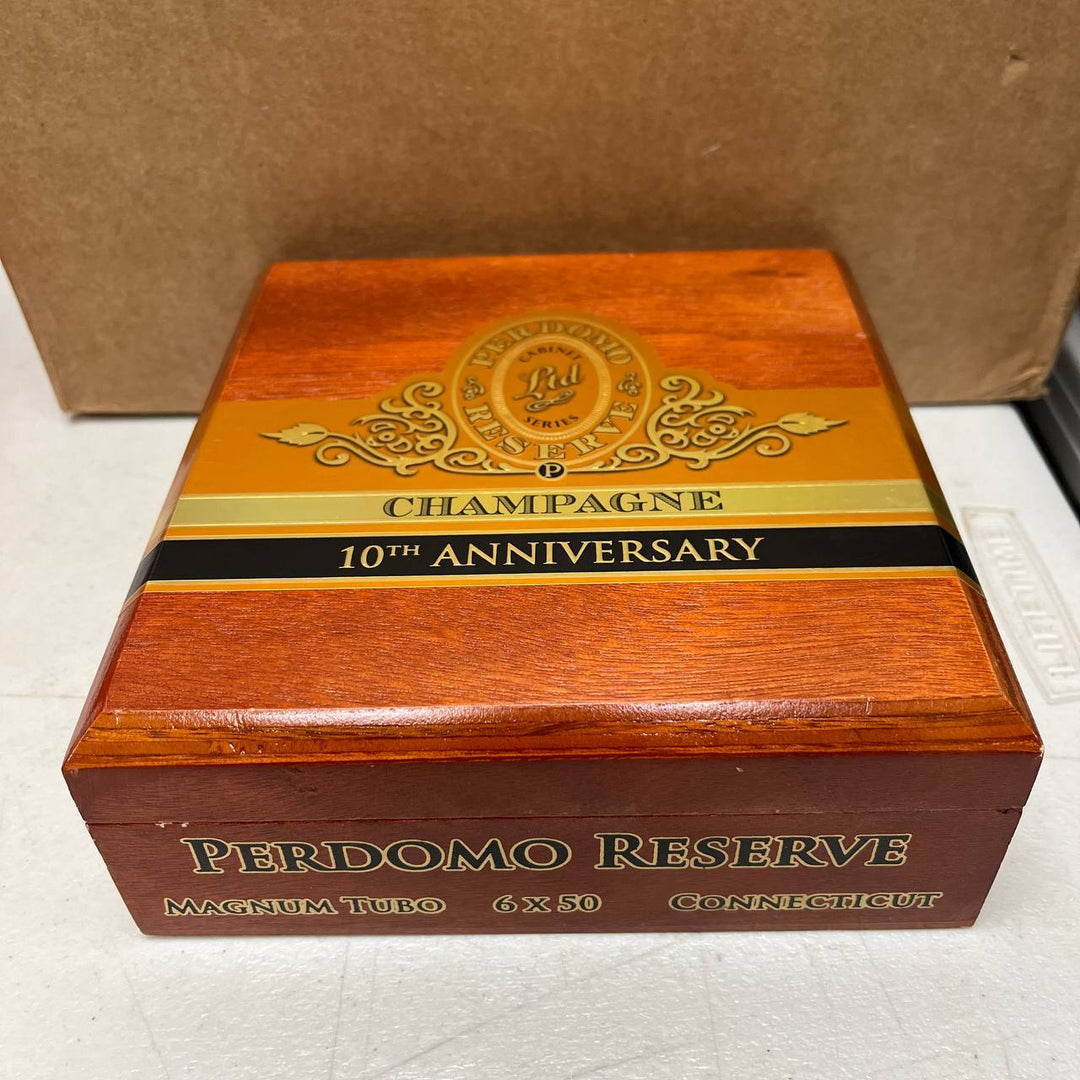 PERDOMO
CABINET
Ltd
SERIES
RESERVE
P
CHAMPAGNE
10TH ANNIVERSARY
PERDOMO RESERVE
MAGNUM TUBO 6 X 50 CONNECTICUT